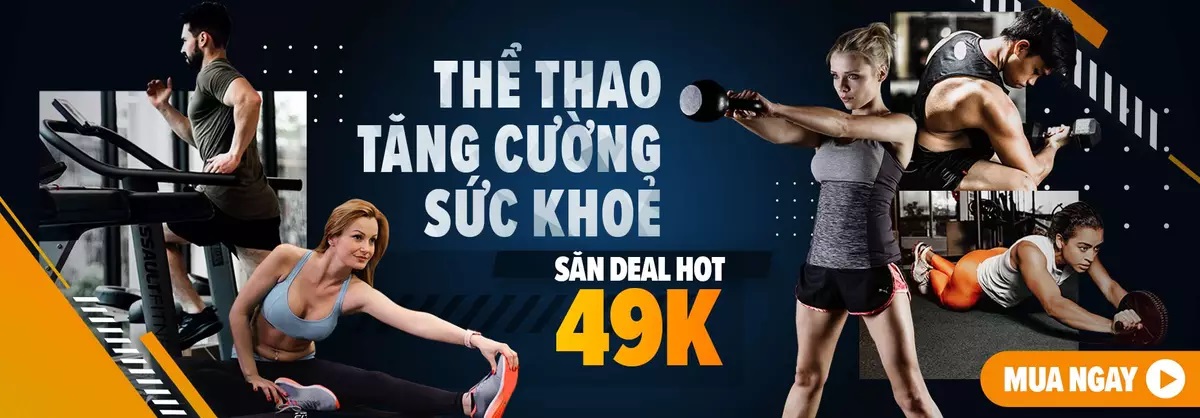 THỂ THAO
TĂNG CƯỜNG
SỨC KHOẺ
SĂN DEAL HOT
49K
MUA NGAY